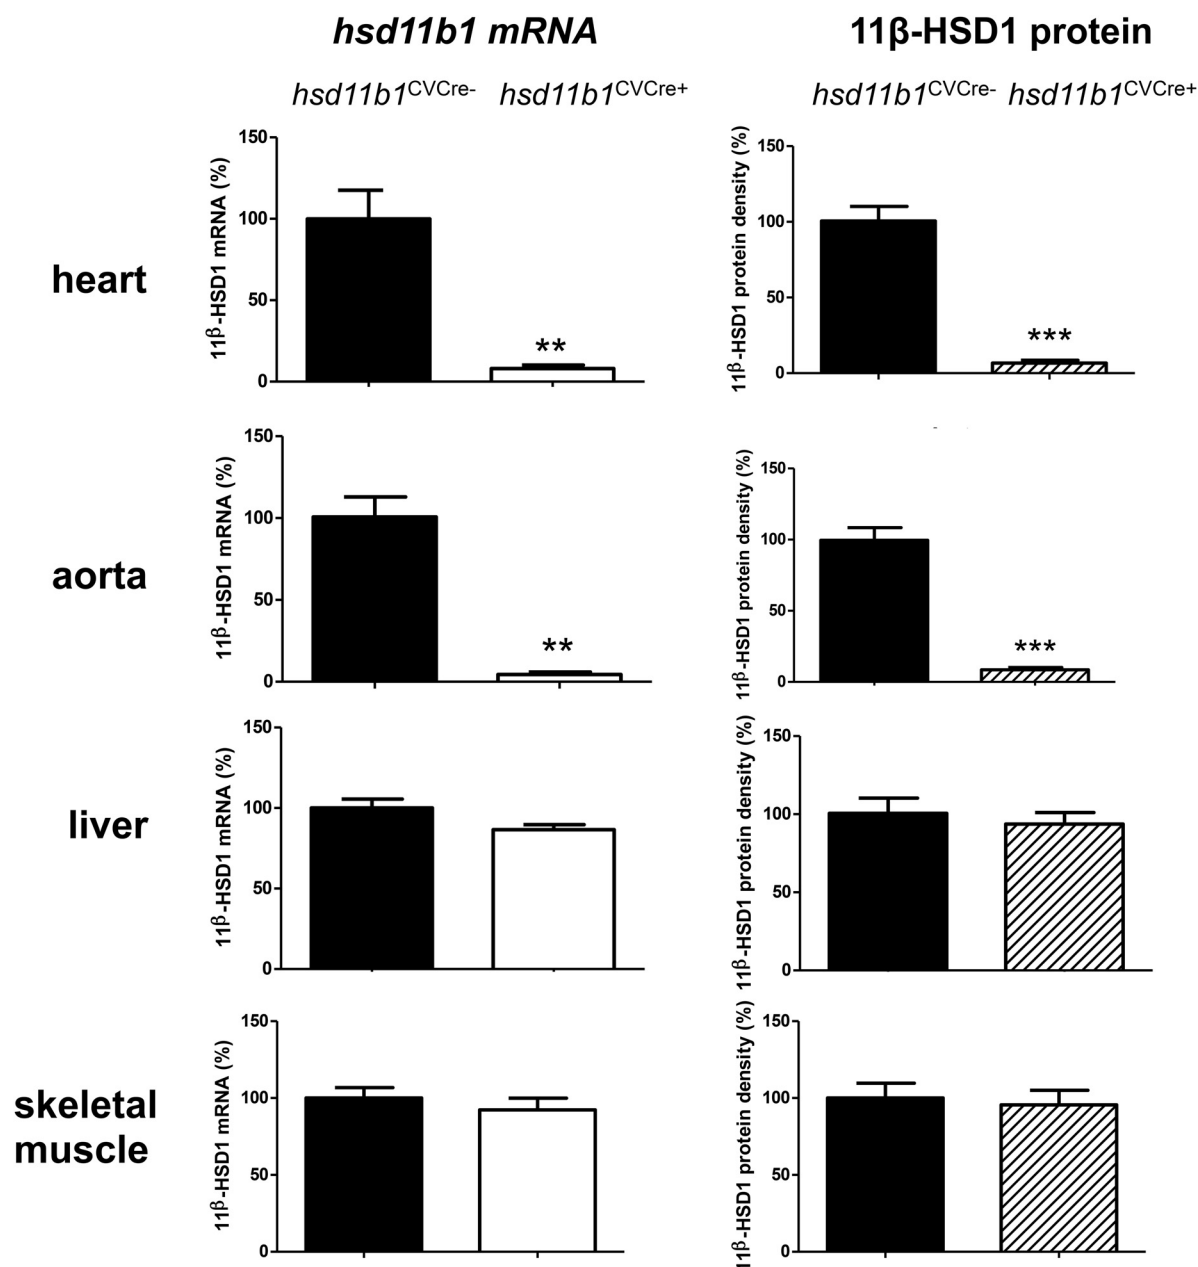 hsd11b1 mRNA 11β-HSD1 protein
hsd11b1CVCre- hsd11b1CVCre+ hsd11b1CVCre- hsd11b1CVCre+
heart
11β-HSD1 mRNA (%)
150
100
50
0
**
11β-HSD1 protein density (%)
150
100
50
0
***
aorta
11β-HSD1 mRNA (%)
150
100
50
0
**
11β-HSD1 protein density (%)
150
100
50
0
***
liver
11β-HSD1 mRNA (%)
150
100
50
0
11β-HSD1 protein density (%)
150
100
50
0
skeletal
muscle
11β-HSD1 mRNA (%)
150
100
50
0
11β-HSD1 protein density (%)
150
100
50
0